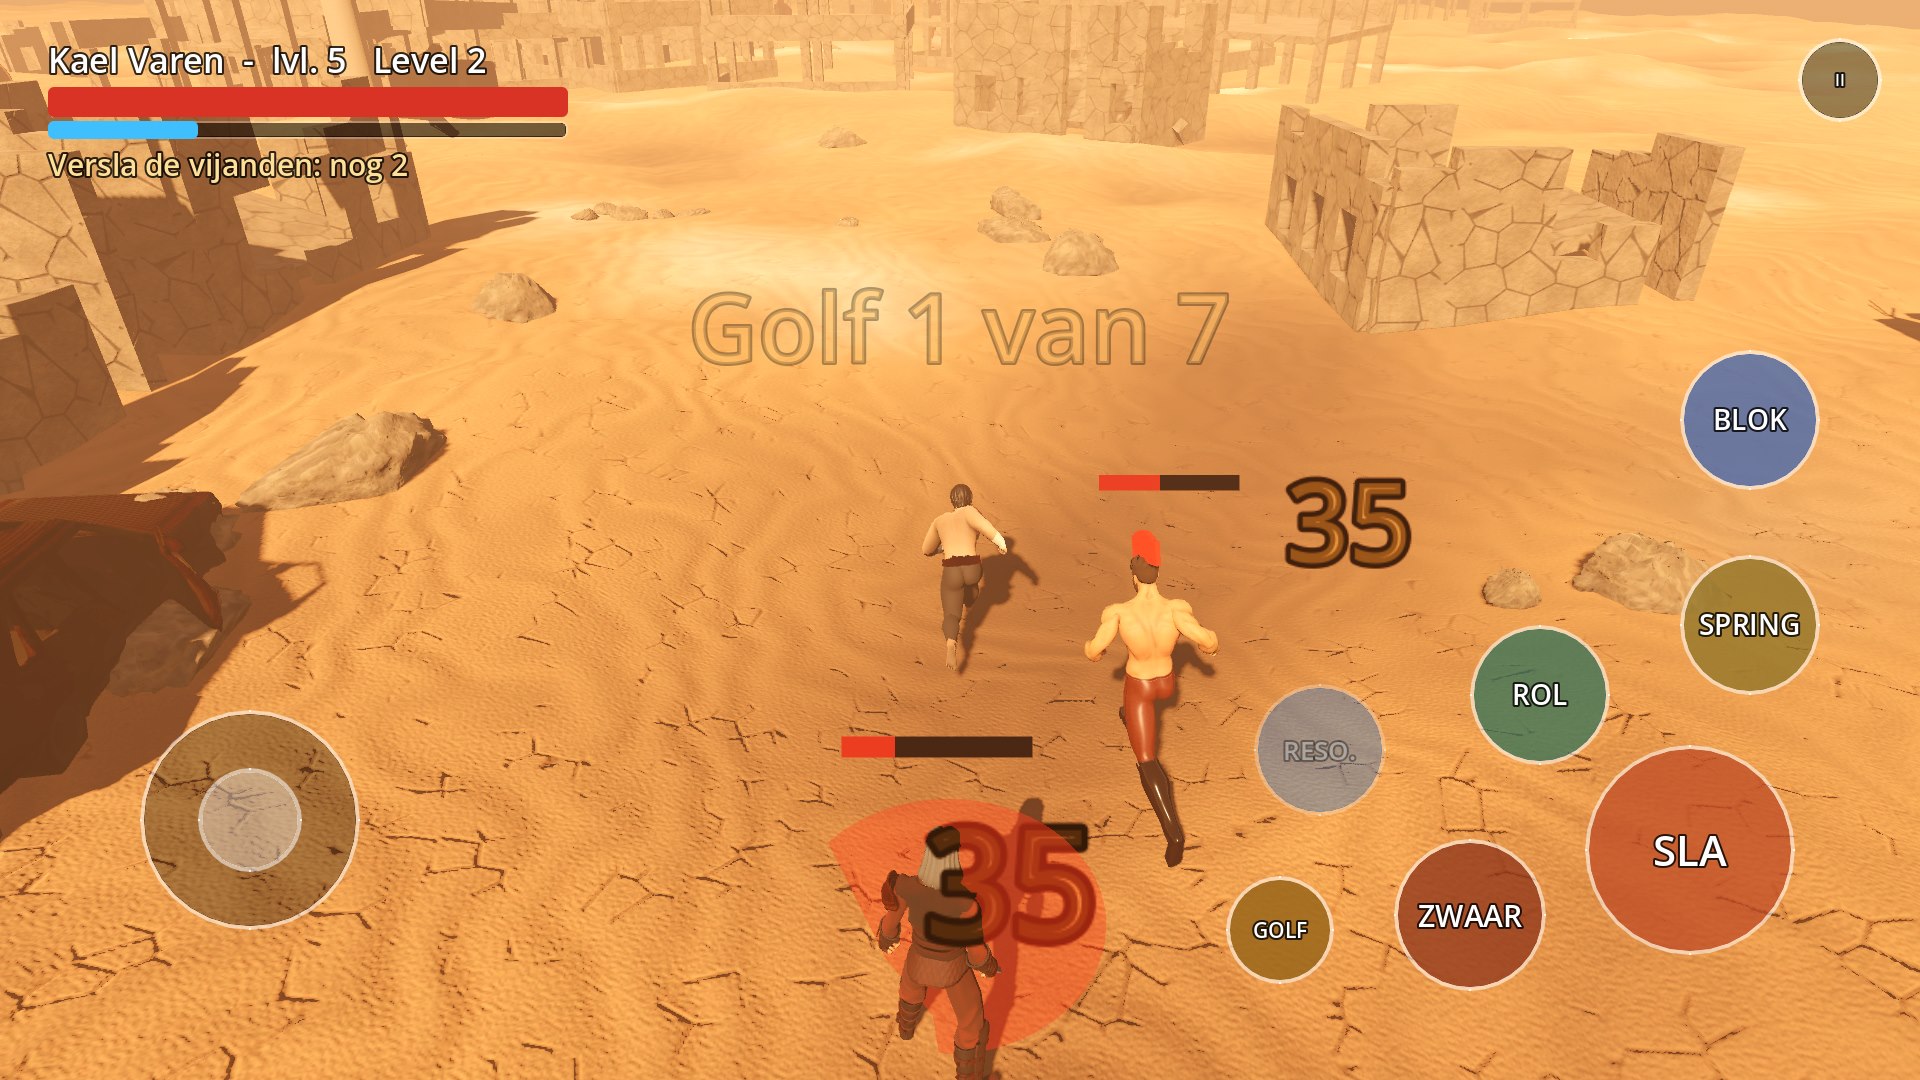 Kael Varen - lvl. 5 Level 2
II
Versla de vijanden: nog 2
Golf 1 van 7
BLOK
35
SPRING
ROL
RESO.
SLA
35
ZWAAR
GOLF